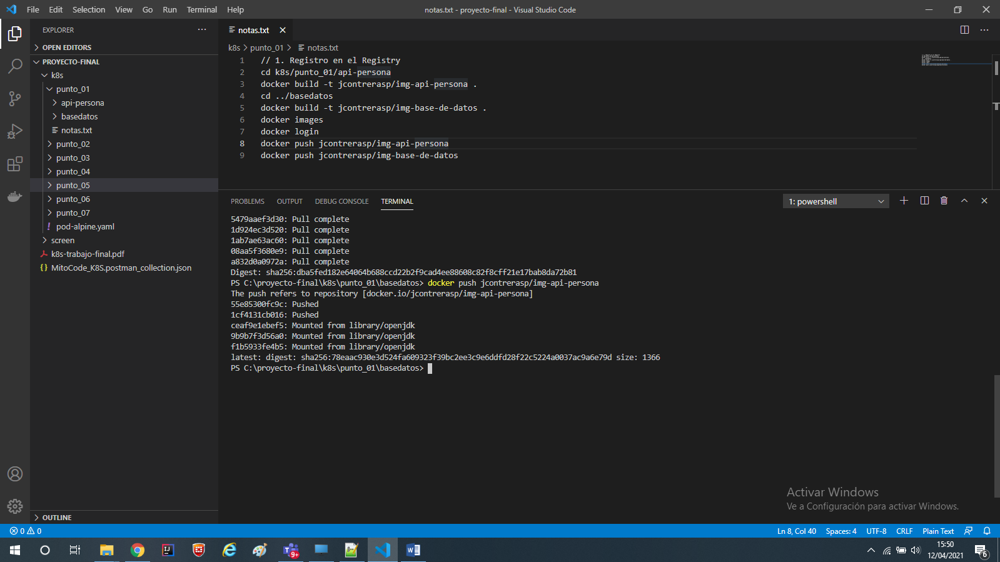 File Edit Selection View Go Run Terminal Help
notas.txt - proyecto-final - Visual Studio Code
EXPLORER
OPEN EDITORS
PROYECTO-FINAL
k8s
punto_01
api-persona
basedatos
notas.txt
punto_02
punto_03
punto_04
punto_05
punto_06
punto_07
! pod-alpine.yaml
screen
k8s-trabajo-final.pdf
{} MitoCode_K8S.postman_collection.json
OUTLINE
notas.txt
k8s > punto_01 > notas.txt
1 // 1. Registro en el Registry
2 cd k8s/punto_01/api-persona
3 docker build -t jcontrerasp/img-api-persona .
4 cd ../basedatos
5 docker build -t jcontrerasp/img-base-de-datos .
6 docker images
7 docker login
8 docker push jcontrerasp/img-api-persona
9 docker push jcontrerasp/img-base-de-datos
PROBLEMS OUTPUT DEBUG CONSOLE TERMINAL
1: powershell
5479aaef3d30: Pull complete
1d924ec3d520: Pull complete
1ab7ae63ac60: Pull complete
08aa5f3680e9: Pull complete
a832d0a0972a: Pull complete
Digest: sha256:dba5fed182e64064b688ccd22b2f9cad4ee88608c82f8cff21e17bab8da72b81
PS C:\proyecto-final\k8s\punto_01\basedatos> docker push jcontrerasp/img-api-persona
The push refers to repository [docker.io/jcontrerasp/img-api-persona]
55e85300fc9c: Pushed
1cf4131cb016: Pushed
ceaf9e1ebef5: Mounted from library/openjdk
9b9b7f3d56a0: Mounted from library/openjdk
f1b5933fe4b5: Mounted from library/openjdk
latest: digest: sha256:78eaac930e3d524fa609323f39bc2ee3c9e6ddfd28f22c5224a0037ac9a6e79d size: 1366
PS C:\proyecto-final\k8s\punto_01\basedatos>
Activar Windows
Ve a Configuración para activar Windows.
0 0
Ln 8, Col 40 Spaces: 4 UTF-8 CRLF Plain Text
IJ
9+
W
15:50
12/04/2021
6